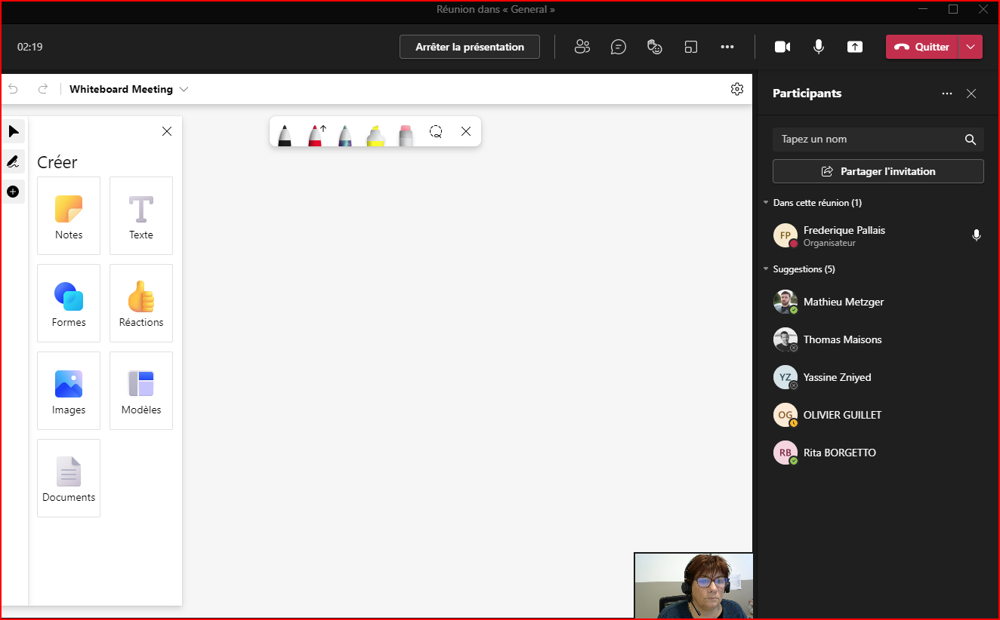 Réunion dans « General »
02:19
Arrêter la présentation
Quitter
Whiteboard Meeting
Créer
Notes
Texte
Formes
Réactions
Images
Modèles
Documents
Participants
Tapez un nom
Partager l'invitation
Dans cette réunion (1)
FP
Frederique Pallais
Organisateur
Suggestions (5)
Mathieu Metzger
Thomas Maisons
YZ
Yassine Zniyed
OG
OLIVIER GUILLET
RB
Rita BORGETTO